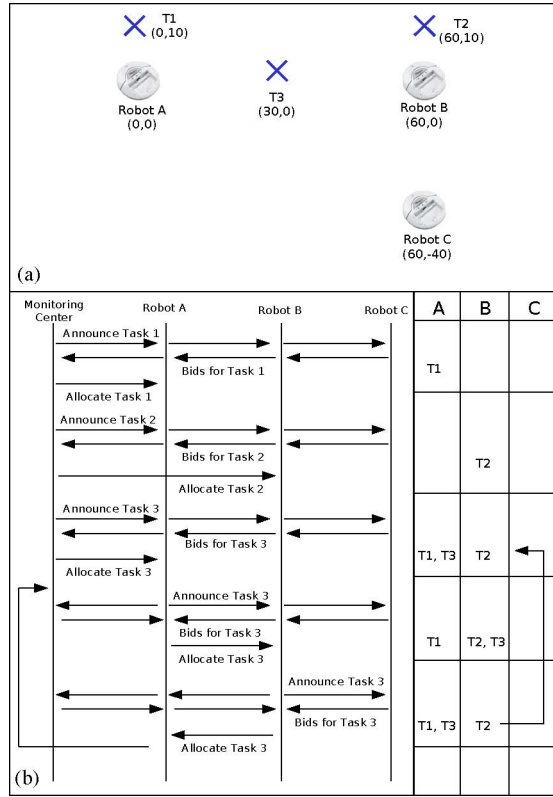 T1
(0,10)
T2
(60,10)
Robot A
(0,0)
T3
(30,0)
Robot B
(60,0)
Robot C
(60,-40)
(a)
Monitoring
Center
Robot A
Robot B
Robot C
A
B
C
Announce Task 1
Bids for Task 1
T1
Allocate Task 1
Announce Task 2
Bids for Task 2
T2
Allocate Task 2
Announce Task 3
Bids for Task 3
T1, T3
T2
Allocate Task 3
Announce Task 3
Bids for Task 3
T1
T2, T3
Allocate Task 3
Announce Task 3
Bids for Task 3
T1, T3
T2
Allocate Task 3
(b)